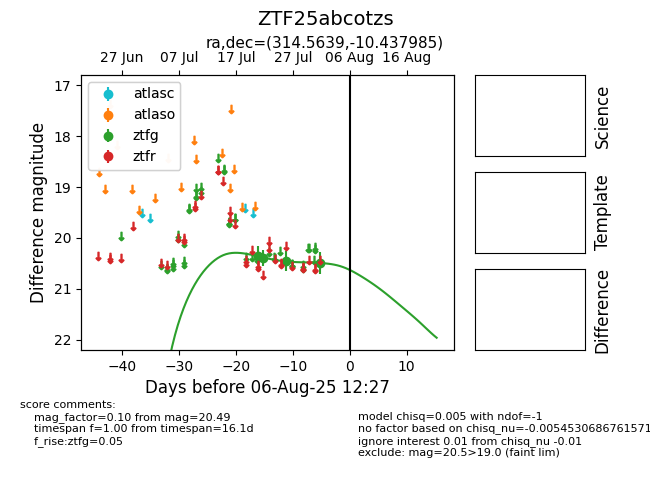 ZTF25abcotzs
ra,dec=(314.5639,-10.437985)
27 Jun 07 Jul 17 Jul 27 Jul 06 Aug 16 Aug
atlasc
atlaso
ztfg
ztfr
17
18
19
20
21
22
Difference magnitude
−40 −30 −20 −10 0 10
Days before 06-Aug-25 12:27
Science
Template
Difference
score comments:
mag_factor=0.10 from mag=20.49
timespan f=1.00 from timespan=16.1d
f_rise:ztfg=0.05
model chisq=0.005 with ndof=-1
no factor based on chisq_nu=-0.0054530686761571
ignore interest 0.01 from chisq_nu -0.01
exclude: mag=20.5>19.0 (faint lim)